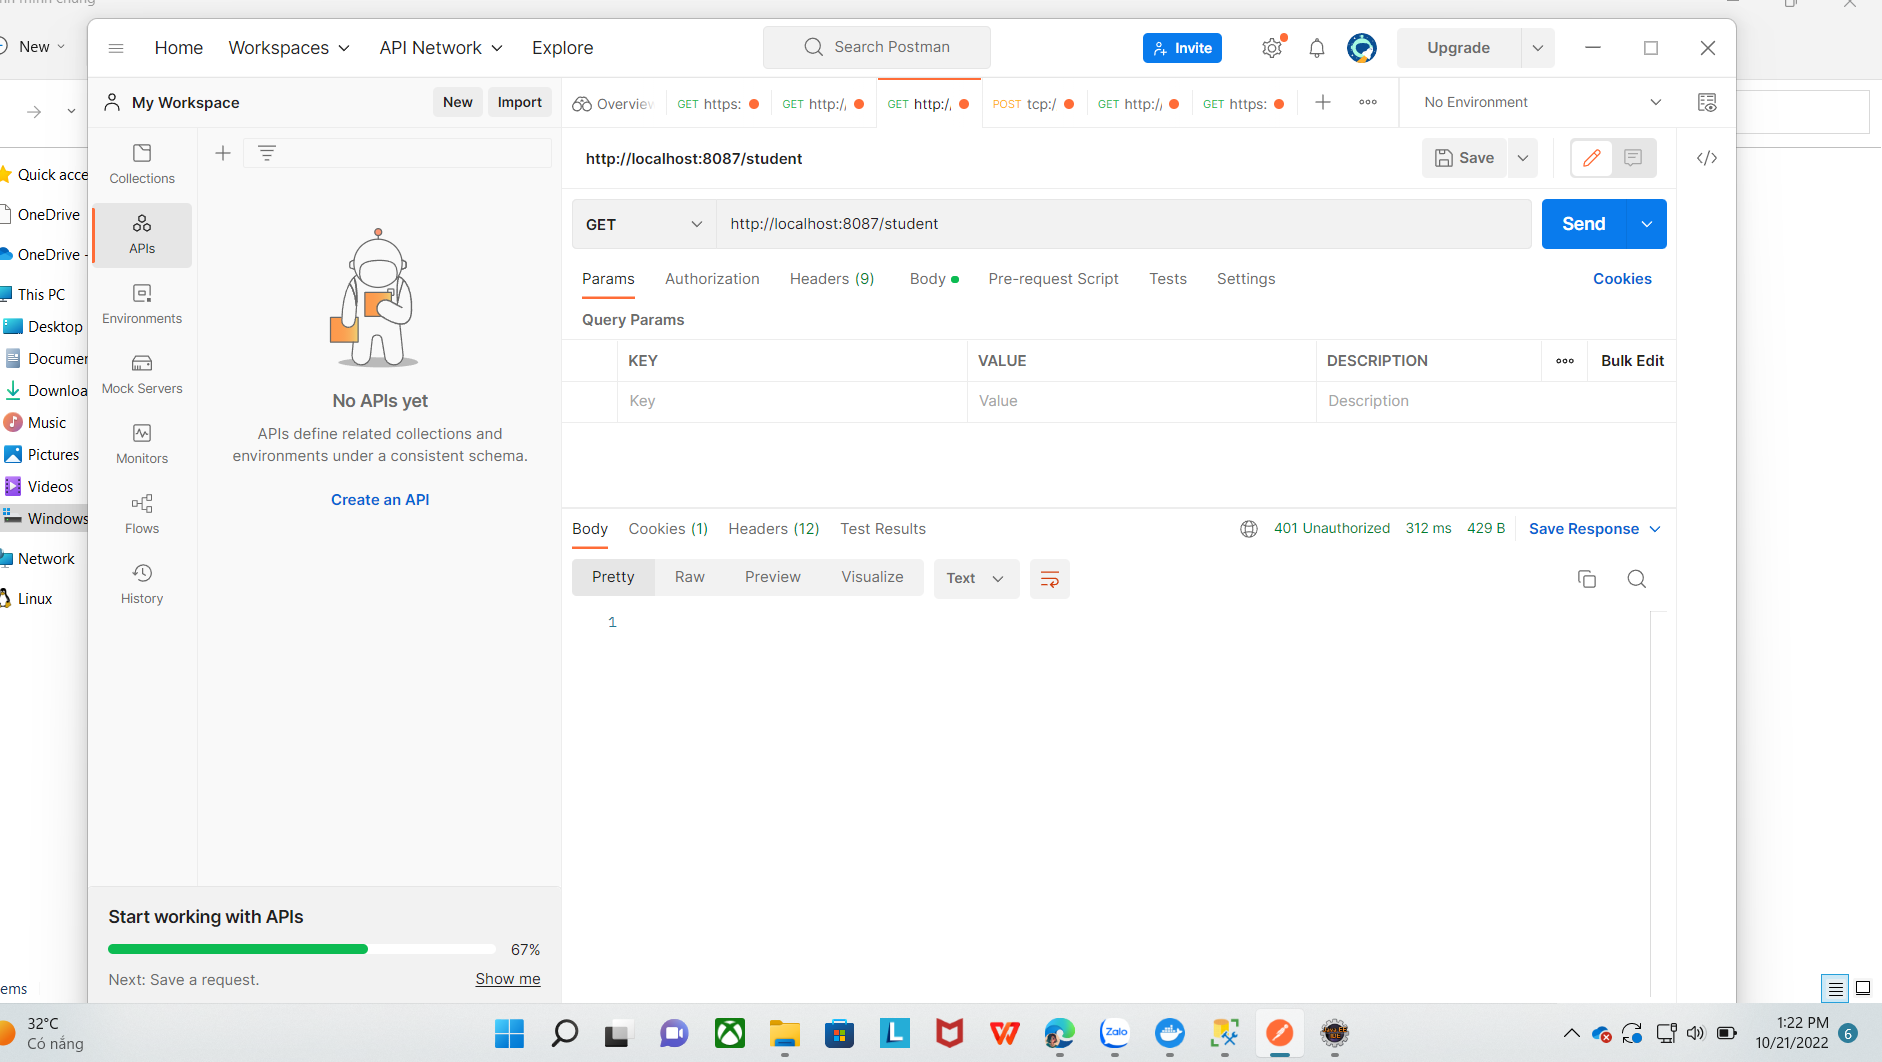 New
Home
Workspaces
API Network
Explore
Search Postman
Invite
Upgrade
My Workspace
New
Import
Overview
GET https:
GET http:/
GET http:/
POST tcp:/
GET http:/
GET https:
No Environment
Collections
APIs
Environments
Mock Servers
Monitors
Flows
History
No APIs yet
APIs define related collections and
environments under a consistent schema.
Create an API
Start working with APIs
67%
Next: Save a request.
Show me
http://localhost:8087/student
Save
GET
http://localhost:8087/student
Send
Params
Authorization
Headers (9)
Body
Pre-request Script
Tests
Settings
Cookies
Query Params
KEY
VALUE
DESCRIPTION
Bulk Edit
Key
Value
Description
Body
Cookies (1)
Headers (12)
Test Results
401 Unauthorized
312 ms
429 B
Save Response
Pretty
Raw
Preview
Visualize
Text
1
Quick acce
OneDrive
OneDrive -
This PC
Desktop
Documen
Downloa
Music
Pictures
Videos
Windows
Network
Linux
ems
32°C
Có nắng
L
W
Zalo
1:22 PM
10/21/2022
6